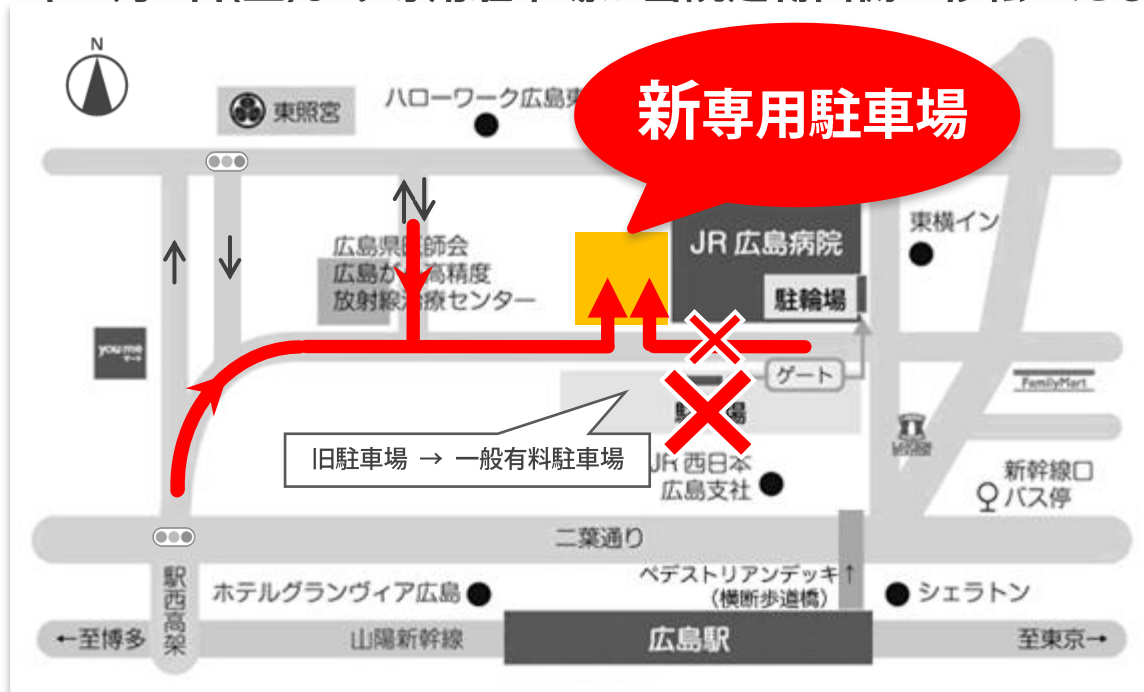 N
東照宮
ハローワーク広島東
新専用駐車場
広島県医師会
広島がん高精度
放射線治療センター
JR 広島病院
駐輪場
東横イン
youme
マート
ゲート
FamilyMart
旧駐車場 → 一般有料駐車場
JR西日本
広島支社
新幹線口
バス停
二葉通り
駅西高架
ホテルグランヴィア広島
ペデストリアンデッキ↑
(横断歩道橋)
シェラトン
←至博多
山陽新幹線
広島駅
至東京→